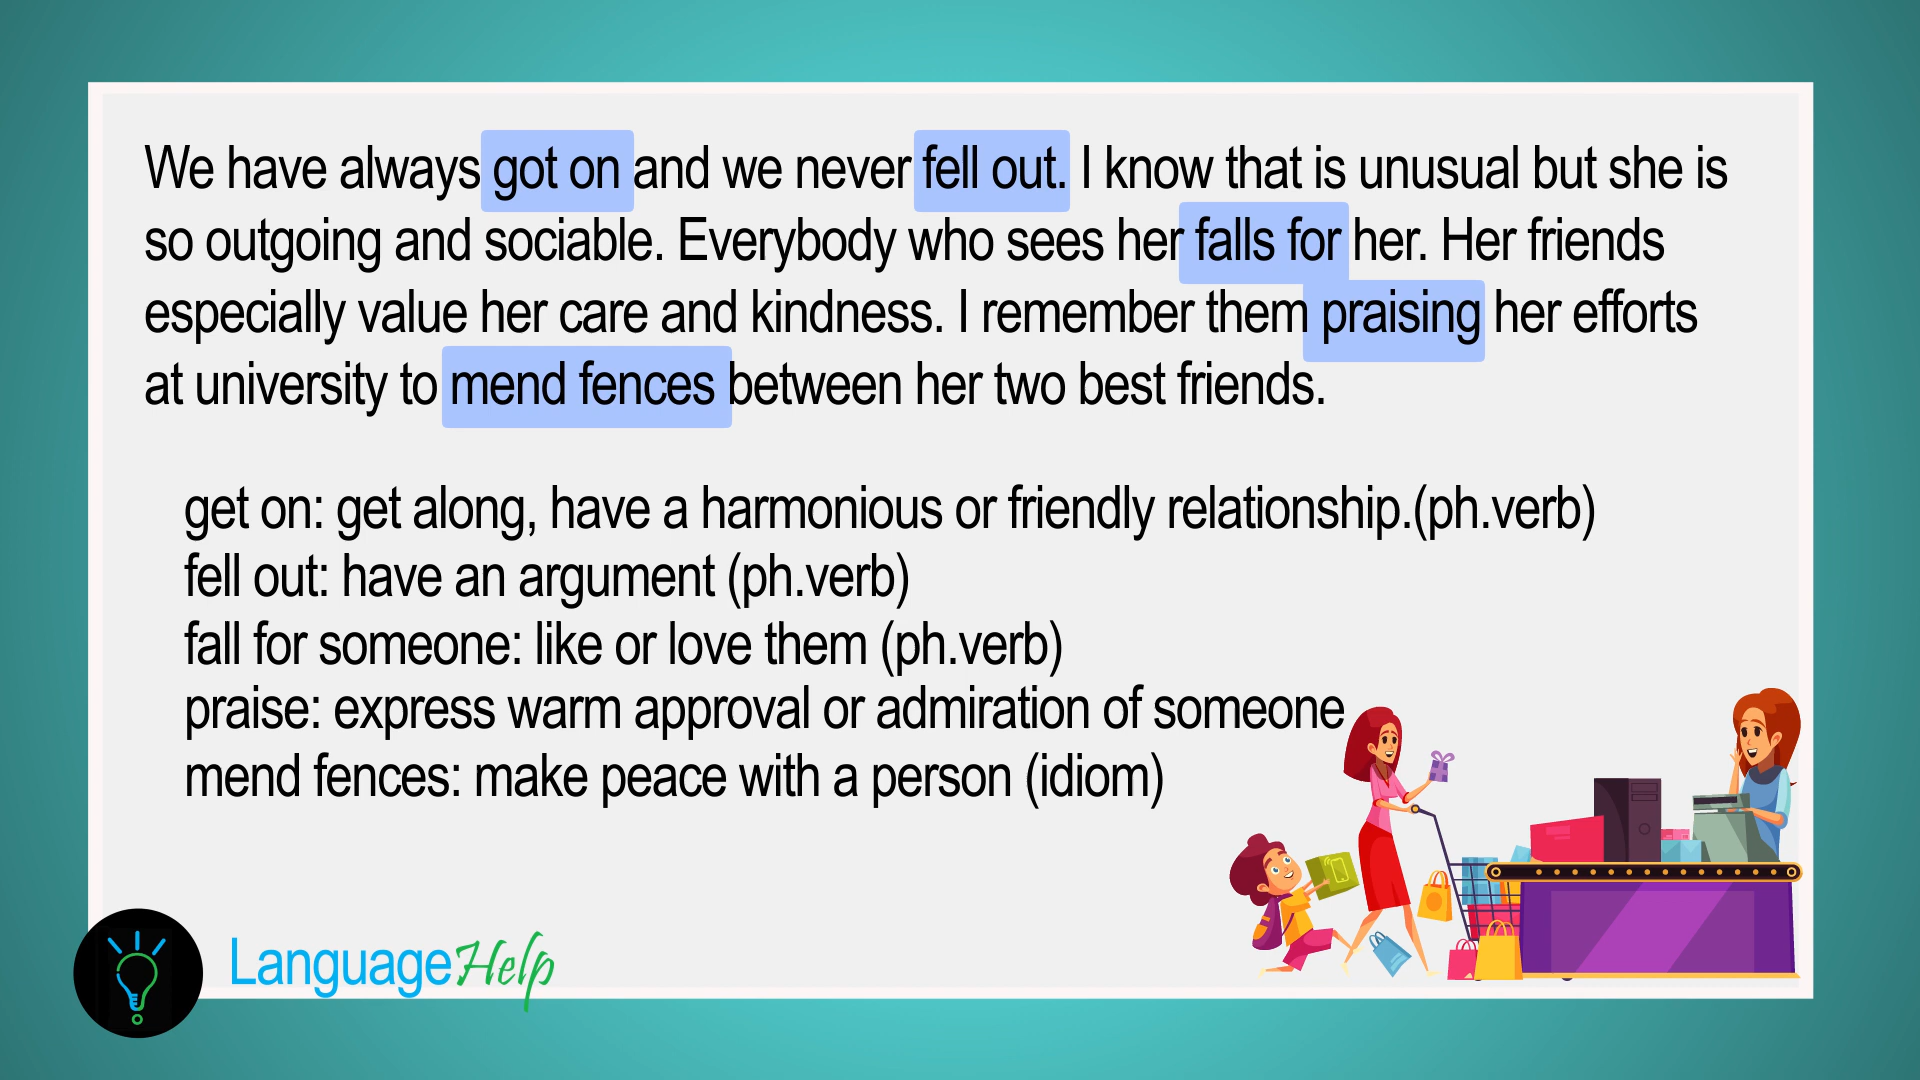 We have always got on and we never fell out. I know that is unusual but she is
so outgoing and sociable. Everybody who sees her falls for her. Her friends
especially value her care and kindness. I remember them praising her efforts
at university to mend fences between her two best friends.
get on: get along, have a harmonious or friendly relationship.(ph.verb)
fell out: have an argument (ph.verb)
fall for someone: like or love them (ph.verb)
praise: express warm approval or admiration of someone
mend fences: make peace with a person (idiom)
LanguageHelp